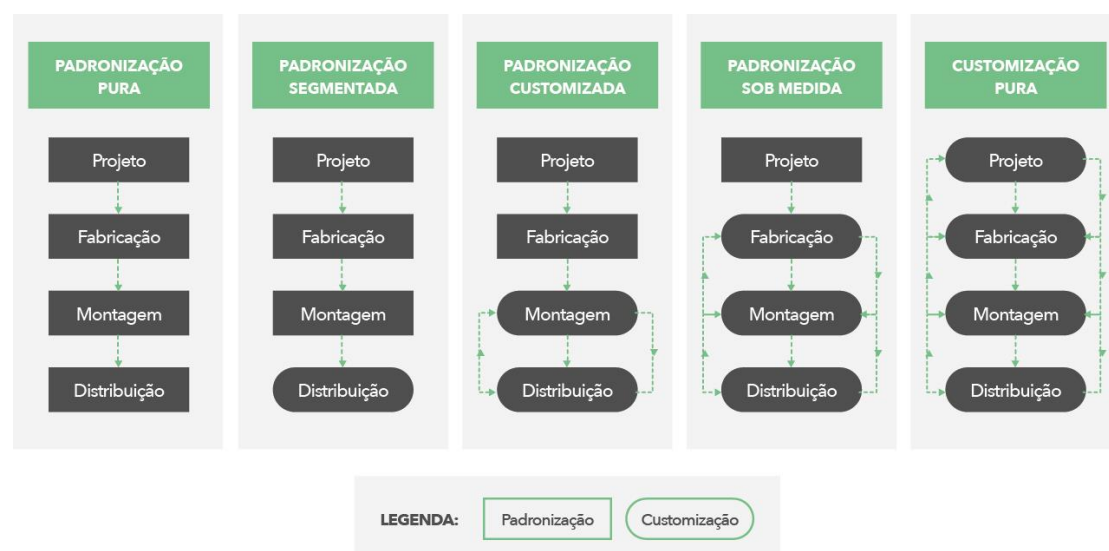 PADRONIZAÇÃO
PURA
Projeto
Fabricação
Montagem
Distribuição
PADRONIZAÇÃO
SEGMENTADA
Projeto
Fabricação
Montagem
Distribuição
PADRONIZAÇÃO
CUSTOMIZADA
Projeto
Fabricação
Montagem
Distribuição
PADRONIZAÇÃO
SOB MEDIDA
Projeto
Fabricação
Montagem
Distribuição
CUSTOMIZAÇÃO
PURA
Projeto
Fabricação
Montagem
Distribuição
LEGENDA: Padronização Customização